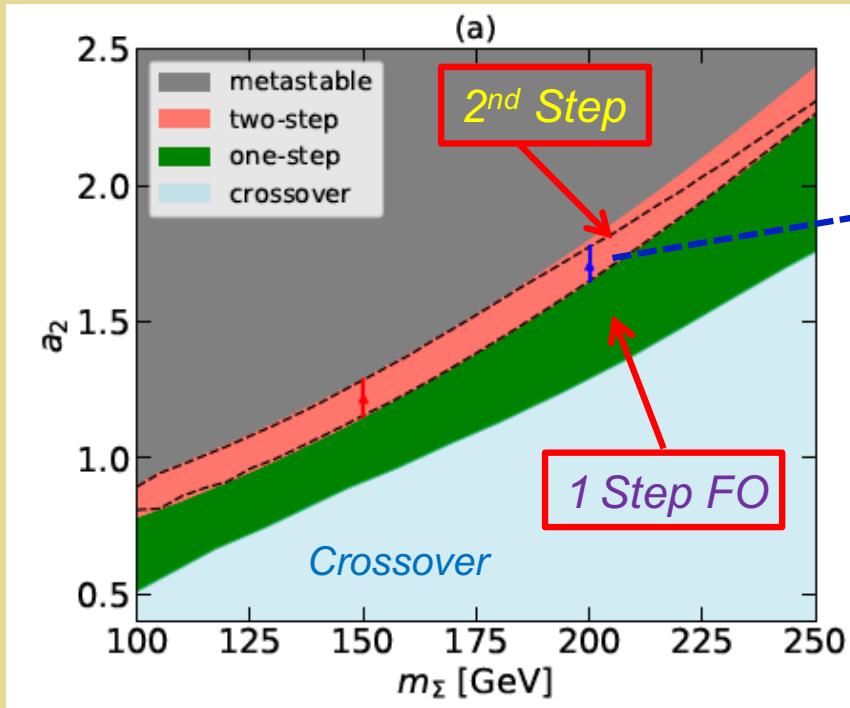 (a)
2.5
metastable
two-step
one-step
crossover
2nd Step
2.0
a2
1.5
1.0
1 Step FO
Crossover
0.5
100 125 150 175 200 225 250
mΣ [GeV]